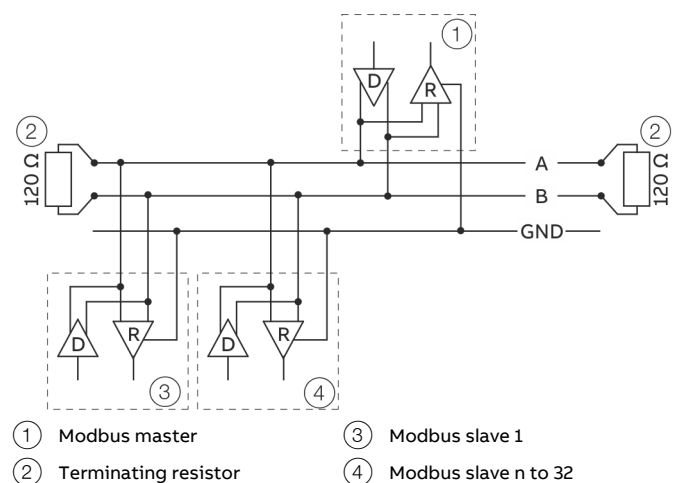 1
D
R
2
2
120 Ω
120 Ω
A
B
GND
D
R
D
R
3
4
1 Modbus master
3 Modbus slave 1
2 Terminating resistor
4 Modbus slave n to 32